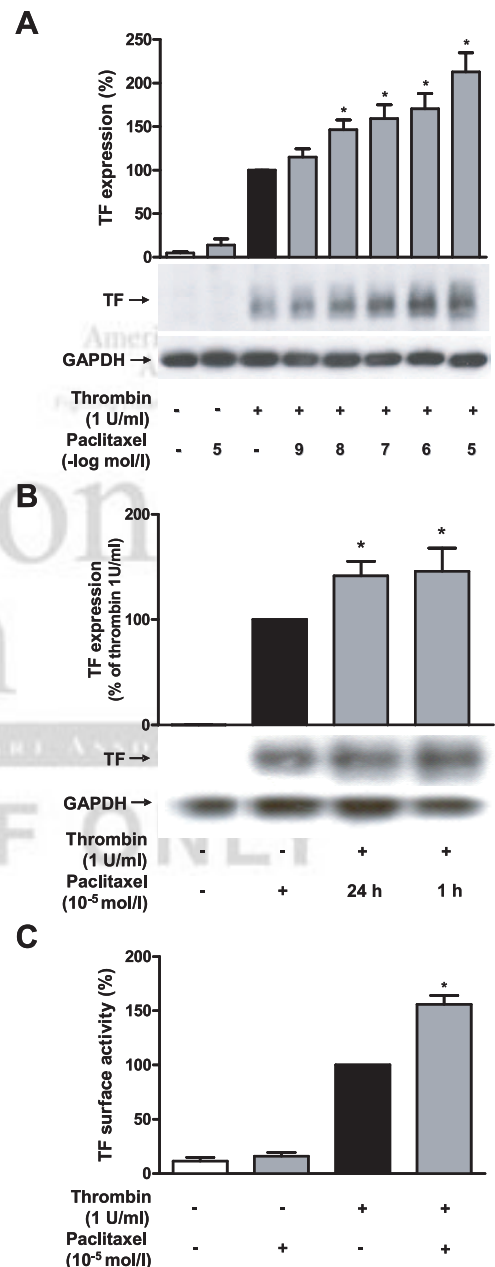 A
250
200
150
100
50
0
TF expression (%)
* * * * *
TF →
GAPDH →
Thrombin
(1 U/ml) - - + + + + + +
Paclitaxel
(-log mol/l) - 5 - 9 8 7 6 5
B
200
100
0
TF expression
(% of thrombin 1U/ml)
* *
TF →
GAPDH →
Thrombin
(1 U/ml) - - + +
Paclitaxel
(10⁻⁵ mol/l) - + 24 h 1 h
C
200
150
100
50
0
TF surface activity (%)
*
Thrombin
(1 U/ml) - - + +
Paclitaxel
(10⁻⁵ mol/l) - + - +
Ameri
on
F ONLY